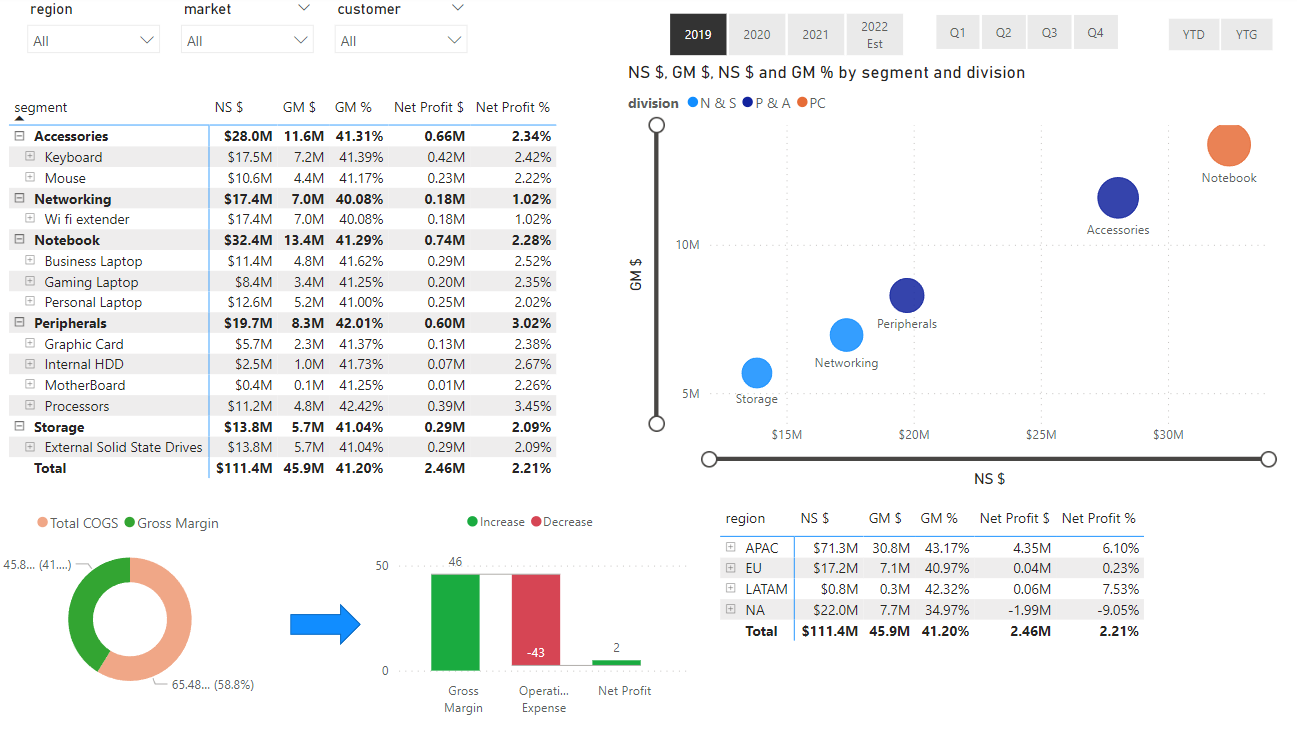 region market customer
All All All
2019 2020 2021 2022 Est Q1 Q2 Q3 Q4 YTD YTG
segment NS $ GM $ GM % Net Profit $ Net Profit %
Accessories $28.0M 11.6M 41.31% 0.66M 2.34%
Keyboard $17.5M 7.2M 41.39% 0.42M 2.42%
Mouse $10.6M 4.4M 41.17% 0.23M 2.22%
Networking $17.4M 7.0M 40.08% 0.18M 1.02%
Wi fi extender $17.4M 7.0M 40.08% 0.18M 1.02%
Notebook $32.4M 13.4M 41.29% 0.74M 2.28%
Business Laptop $11.4M 4.8M 41.62% 0.29M 2.52%
Gaming Laptop $8.4M 3.4M 41.25% 0.20M 2.35%
Personal Laptop $12.6M 5.2M 41.00% 0.25M 2.02%
Peripherals $19.7M 8.3M 42.01% 0.60M 3.02%
Graphic Card $5.7M 2.3M 41.37% 0.13M 2.38%
Internal HDD $2.5M 1.0M 41.73% 0.07M 2.67%
MotherBoard $0.4M 0.1M 41.25% 0.01M 2.26%
Processors $11.2M 4.8M 42.42% 0.39M 3.45%
Storage $13.8M 5.7M 41.04% 0.29M 2.09%
External Solid State Drives $13.8M 5.7M 41.04% 0.29M 2.09%
Total $111.4M 45.9M 41.20% 2.46M 2.21%
NS $, GM $, NS $ and GM % by segment and division
division N & S P & A PC
Notebook
Accessories
10M
GM $
Peripherals
Networking
5M
Storage
$15M $20M $25M $30M
NS $
Total COGS Gross Margin
45.8... (41....)
65.48... (58.8%)
Increase Decrease
50
46
-43
2
0
Gross Margin
Operati... Expense
Net Profit
region NS $ GM $ GM % Net Profit $ Net Profit %
APAC $71.3M 30.8M 43.17% 4.35M 6.10%
EU $17.2M 7.1M 40.97% 0.04M 0.23%
LATAM $0.8M 0.3M 42.32% 0.06M 7.53%
NA $22.0M 7.7M 34.97% -1.99M -9.05%
Total $111.4M 45.9M 41.20% 2.46M 2.21%